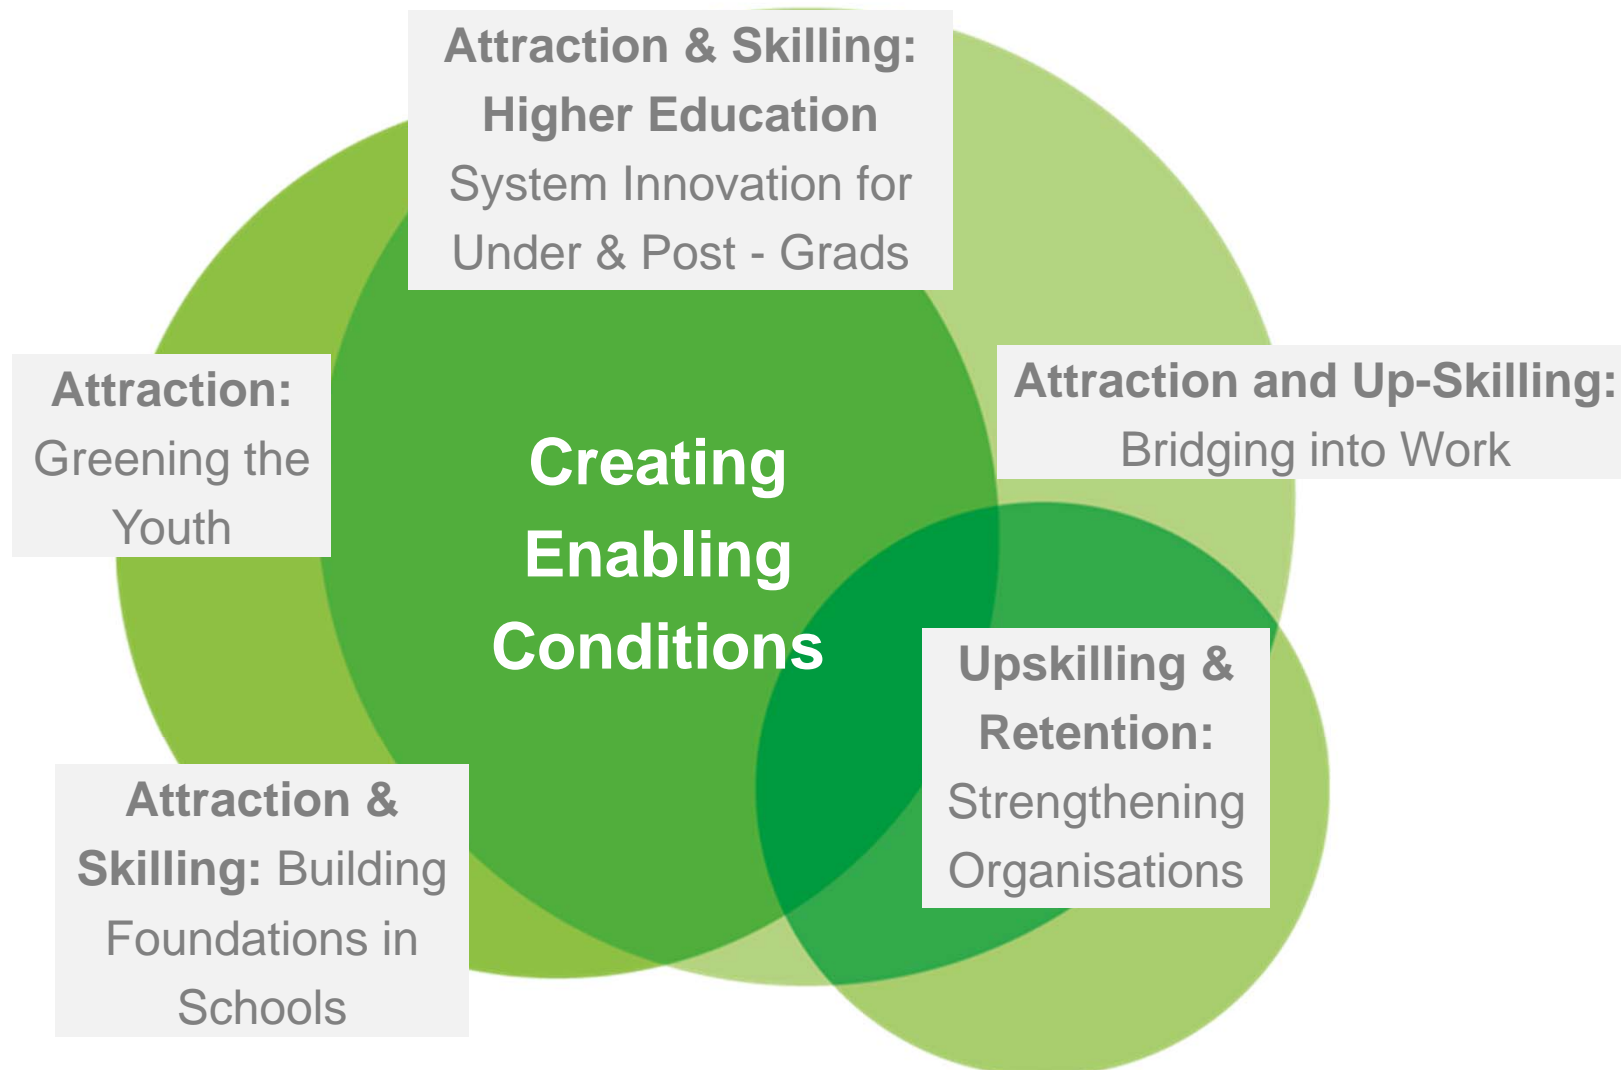 Attraction & Skilling:
Higher Education
System Innovation for
Under & Post - Grads
Attraction:
Greening the
Youth
Attraction and Up-Skilling:
Bridging into Work
Creating
Enabling
Conditions
Upskilling &
Retention:
Strengthening
Organisations
Attraction &
Skilling: Building
Foundations in
Schools